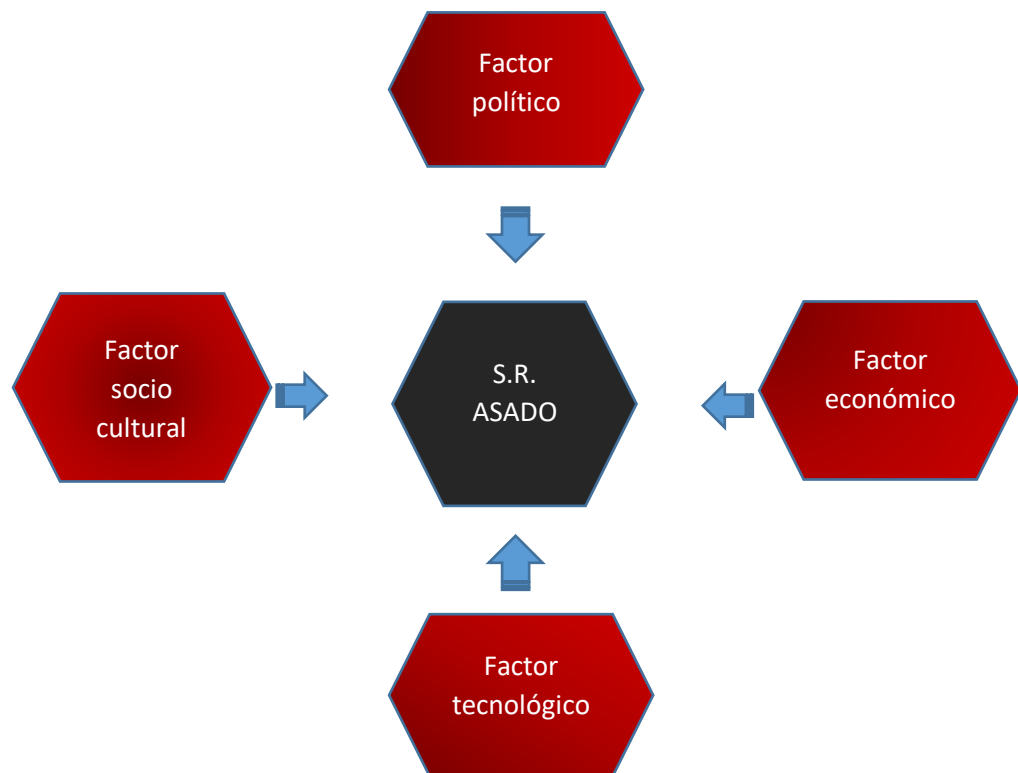 Factor
político
Factor
socio
cultural
S.R.
ASADO
Factor
económico
Factor
tecnológico